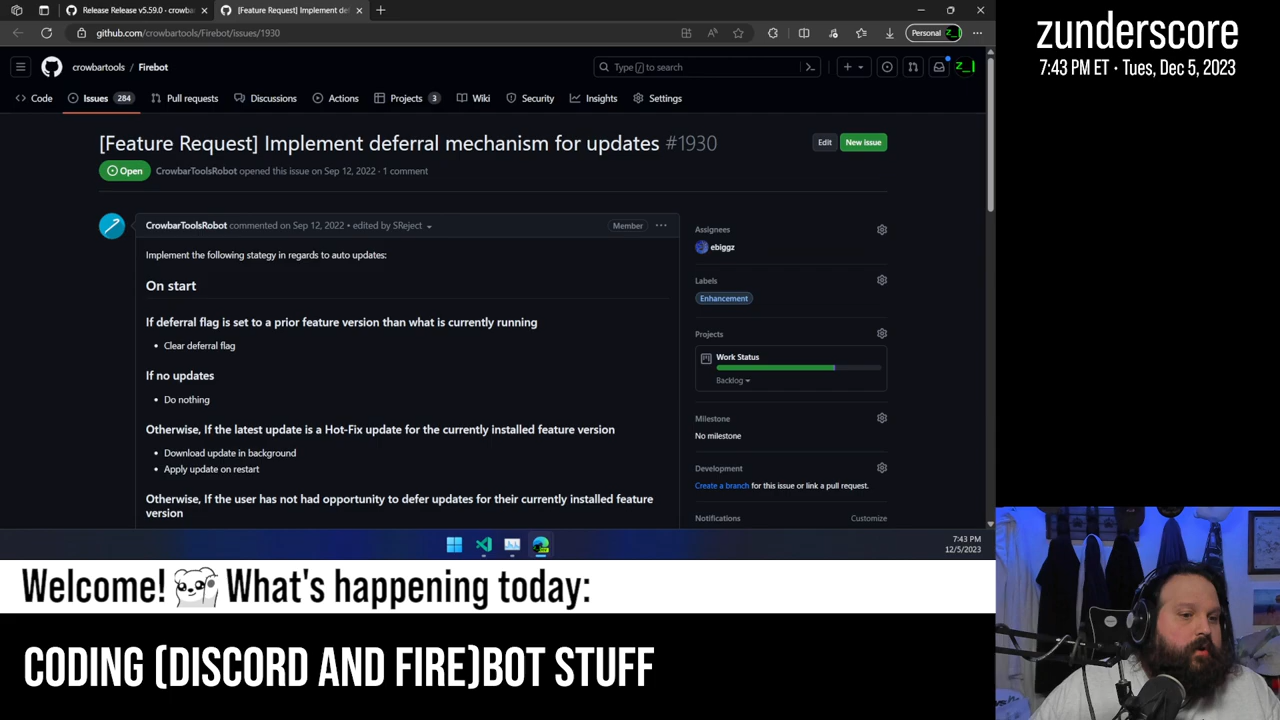 Release Release v5.59.0 - crowbar
[Feature Request] Implement def
github.com/crowbartools/Firebot/issues/1930
Personal
crowbartools / Firebot
Type / to search
Code
Issues 284
Pull requests
Discussions
Actions
Projects 3
Wiki
Security
Insights
Settings
[Feature Request] Implement deferral mechanism for updates #1930
Edit
New issue
Open
CrowbarToolsRobot opened this issue on Sep 12, 2022 · 1 comment
CrowbarToolsRobot commented on Sep 12, 2022 • edited by SReject
Member
Implement the following stategy in regards to auto updates:
On start
If deferral flag is set to a prior feature version than what is currently running
• Clear deferral flag
If no updates
• Do nothing
Otherwise, If the latest update is a Hot-Fix update for the currently installed feature version
• Download update in background
• Apply update on restart
Otherwise, If the user has not had opportunity to defer updates for their currently installed feature
version
Assignees
ebiggz
Labels
Enhancement
Projects
Work Status
Backlog
Milestone
No milestone
Development
Create a branch for this issue or link a pull request.
Notifications
Customize
7:43 PM
12/5/2023
zunderscore
7:43 PM ET • Tues, Dec 5, 2023
Welcome! What's happening today:
CODING (DISCORD AND FIRE)BOT STUFF